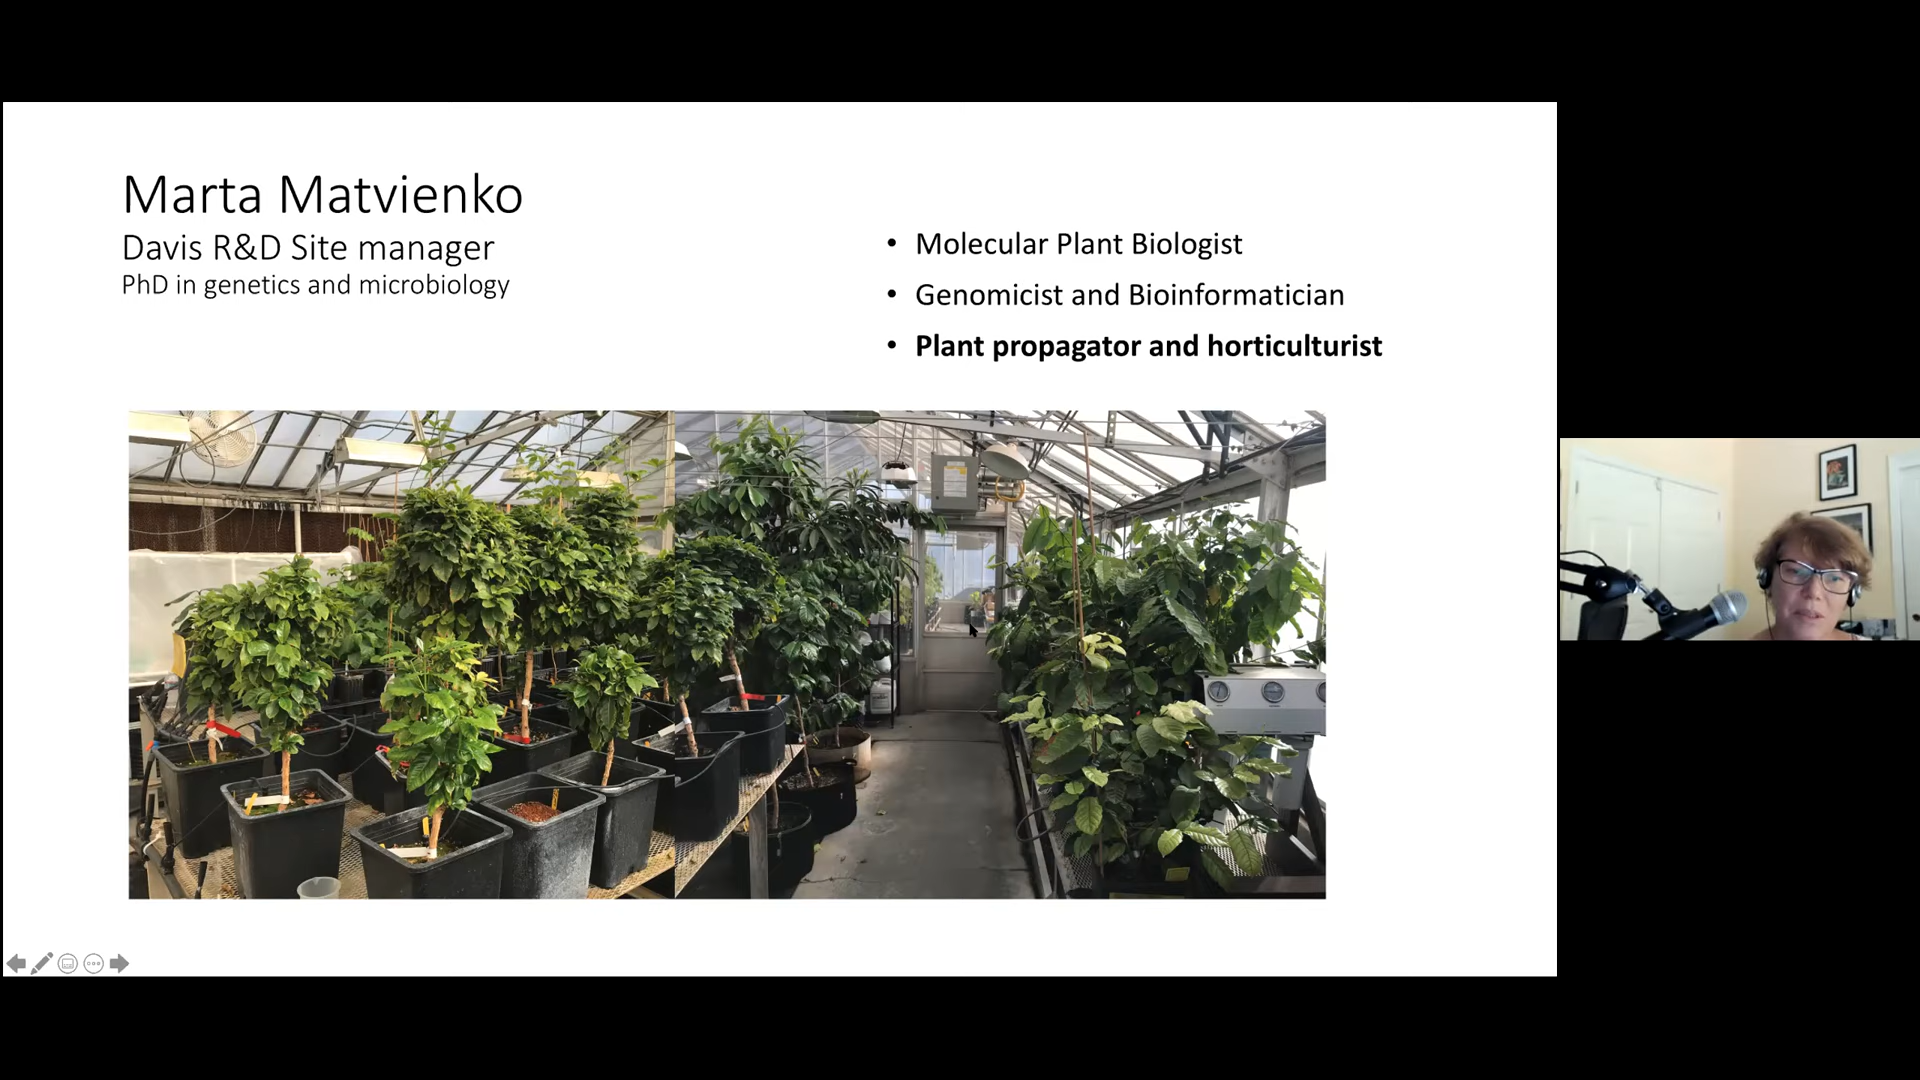 Marta Matvienko
Davis R&D Site manager
PhD in genetics and microbiology
• Molecular Plant Biologist
• Genomicist and Bioinformatician
• Plant propagator and horticulturist